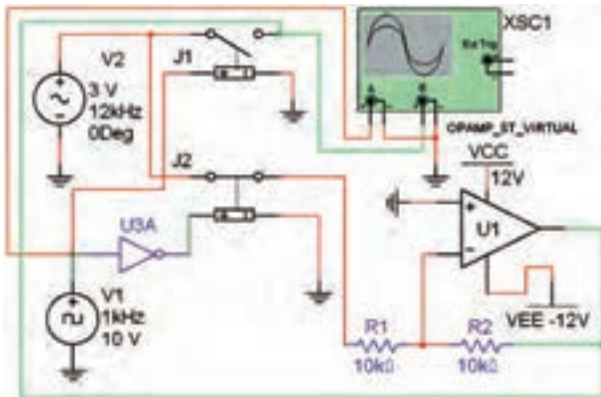 XSC1
Ext Trig
A
B
V2
3 V
12kHz
0Deg
J1
OPAMP_5T_VIRTUAL
VCC
12V
J2
U3A
U1
V1
1kHz
10 V
VEE -12V
R1
10kΩ
R2
10kΩ